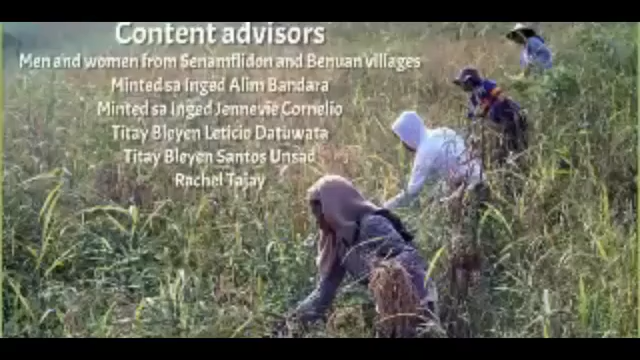 Content advisors
Men and women from Senamflidon and Benuan villages
Minted sa Inged Alim Bandara
Minted sa Inged Jennevie Cornelio
Titay Bleyen Leticio Datuwata
Titay Bleyen Santos Unsad
Rachel Tajay